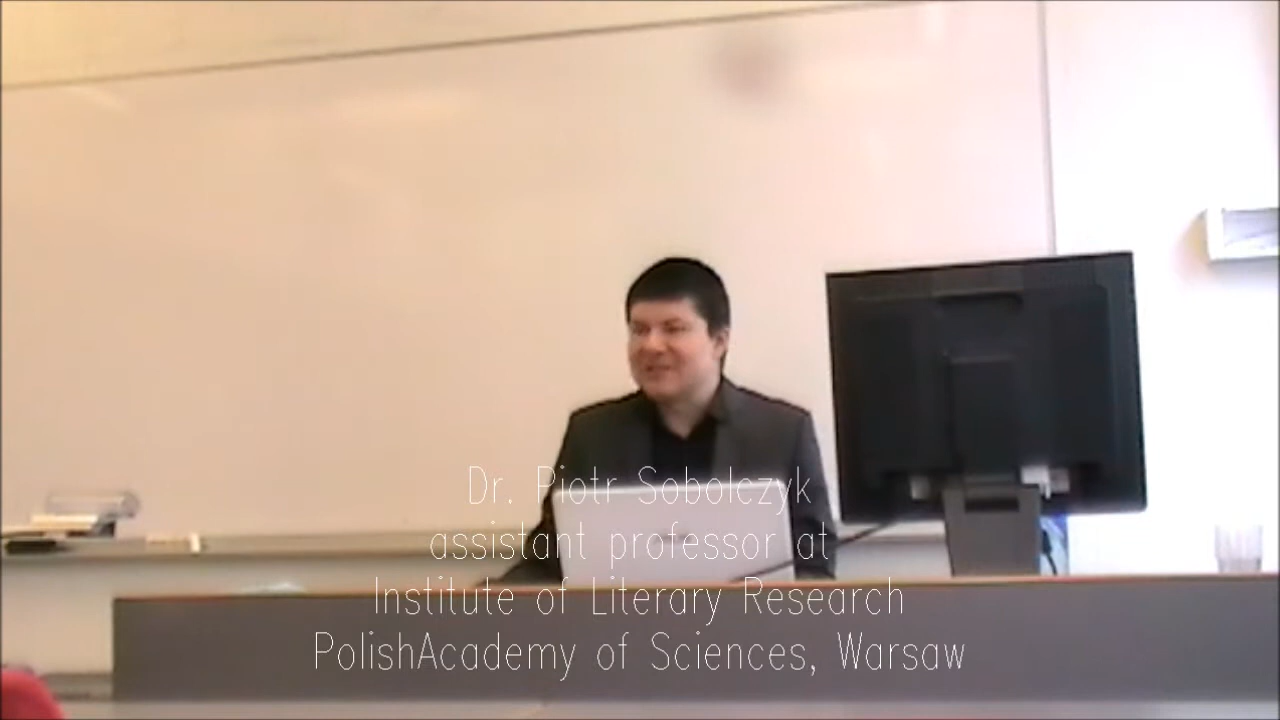 Dr. Piotr Sobolczyk
assistant professor at
Institute of Literary Research
PolishAcademy of Sciences, Warsaw